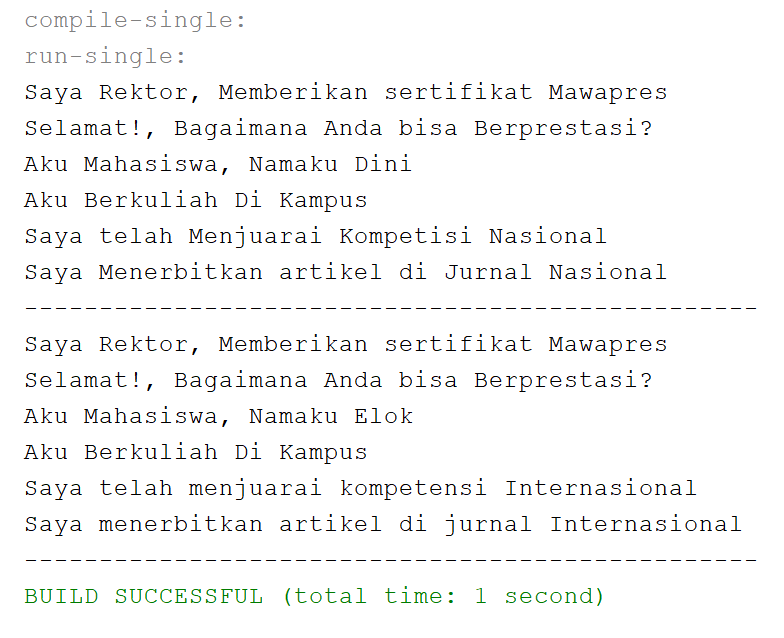 compile-single:
run-single:
Saya Rektor, Memberikan sertifikat Mawapres
Selamat!, Bagaimana Anda bisa Berprestasi?
Aku Mahasiswa, Namaku Dini
Aku Berkuliah Di Kampus
Saya telah Menjuarai Kompetisi Nasional
Saya Menerbitkan artikel di Jurnal Nasional
-------------------------------------------------
Saya Rektor, Memberikan sertifikat Mawapres
Selamat!, Bagaimana Anda bisa Berprestasi?
Aku Mahasiswa, Namaku Elok
Aku Berkuliah Di Kampus
Saya telah menjuarai kompetensi Internasional
Saya menerbitkan artikel di jurnal Internasional
-------------------------------------------------
BUILD SUCCESSFUL (total time: 1 second)